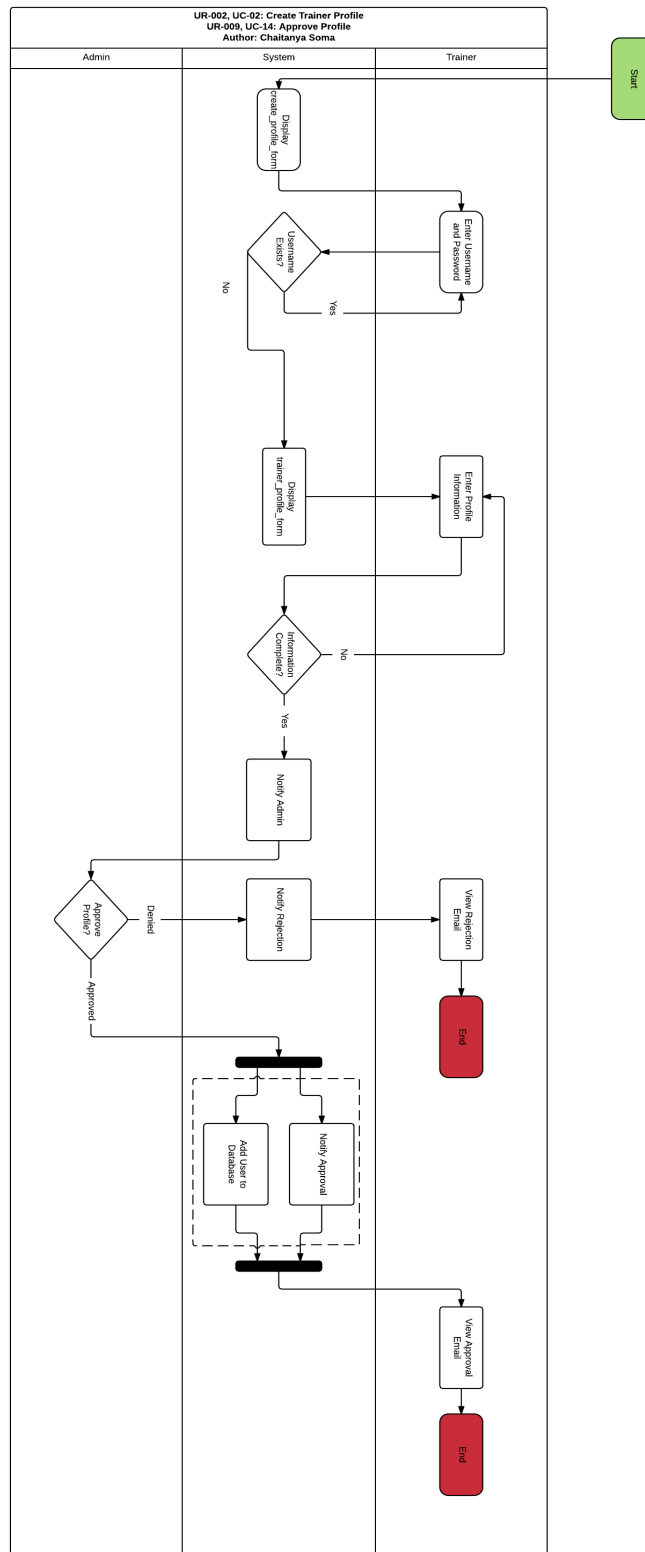 UR-002, UC-02: Create Trainer Profile
UR-009, UC-14: Approve Profile
Author: Chaitanya Soma
Admin
System
Trainer
Start
Display
create_profile_form
Enter Username
and Password
Username
Exists?
Yes
No
Display
trainer_profile_form
Enter Profile
Information
Information
Complete?
No
Yes
Notify Admin
Approve
Profile?
Denied
Notify Rejection
View Rejection
Email
End
Approved
Notify Approval
Add User to
Database
View Approval
Email
End